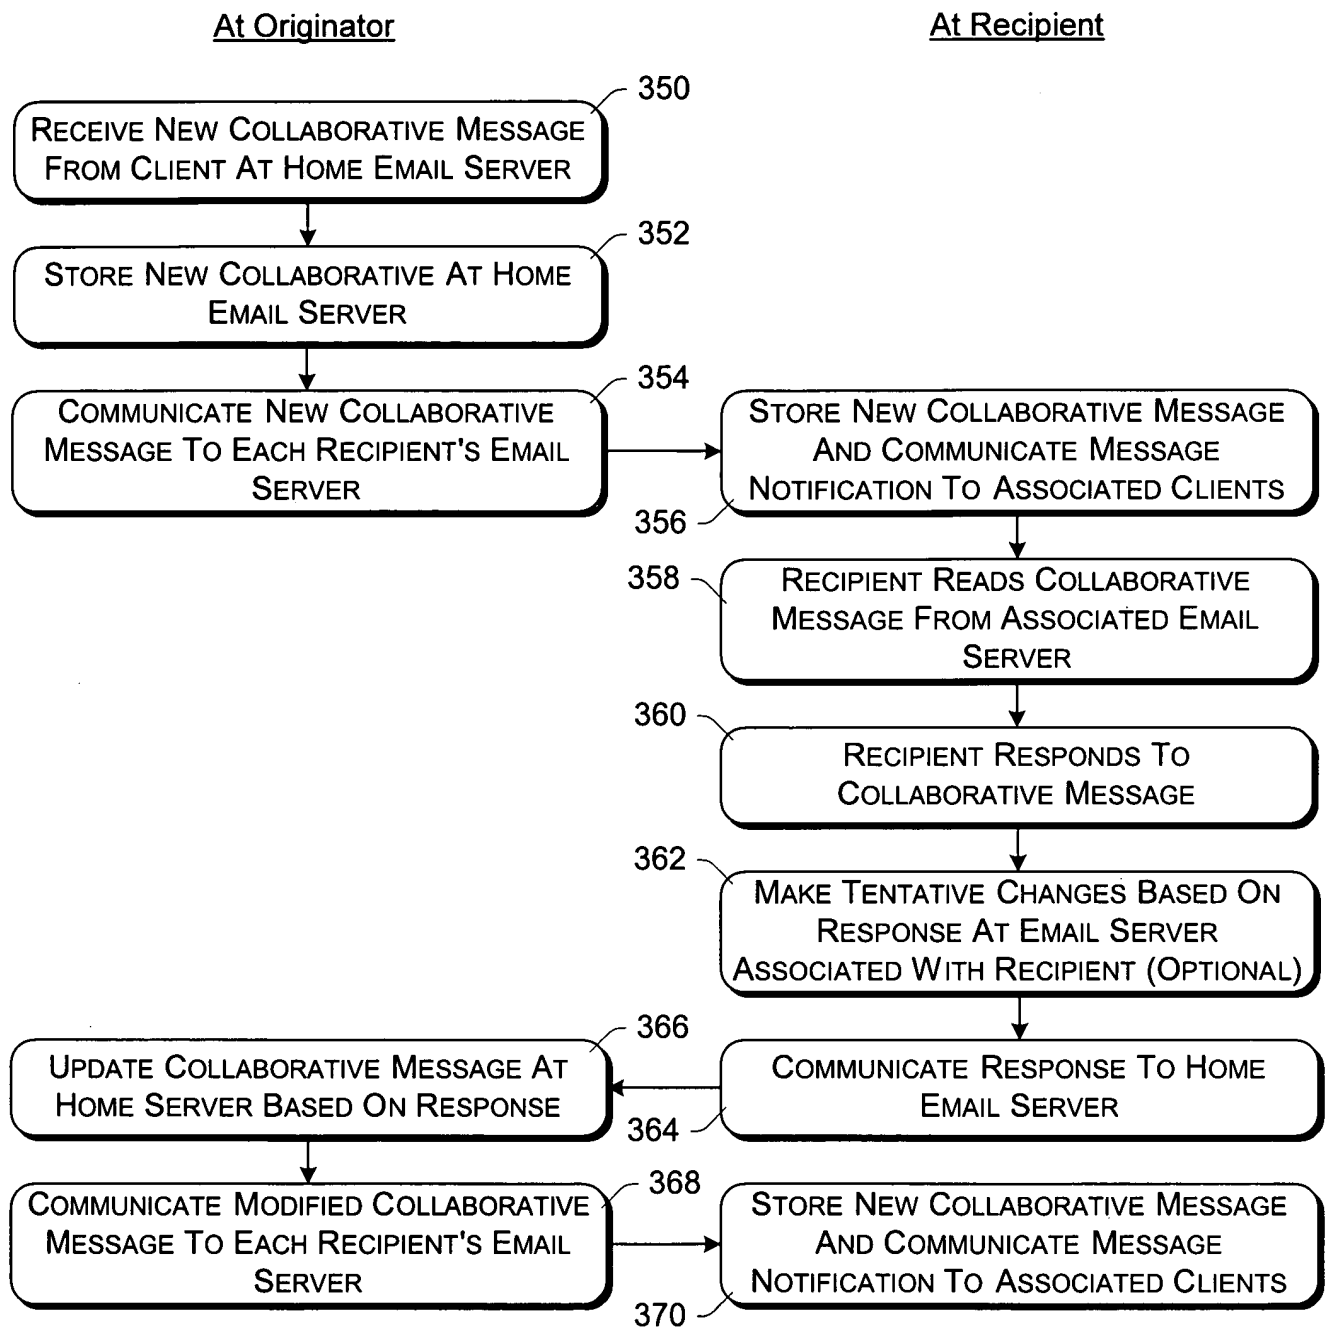 At Originator
At Recipient
350
RECEIVE NEW COLLABORATIVE MESSAGE
FROM CLIENT AT HOME EMAIL SERVER
352
STORE NEW COLLABORATIVE AT HOME
EMAIL SERVER
354
COMMUNICATE NEW COLLABORATIVE
MESSAGE TO EACH RECIPIENT'S EMAIL
SERVER
STORE NEW COLLABORATIVE MESSAGE
AND COMMUNICATE MESSAGE
NOTIFICATION TO ASSOCIATED CLIENTS
356
358
RECIPIENT READS COLLABORATIVE
MESSAGE FROM ASSOCIATED EMAIL
SERVER
360
RECIPIENT RESPONDS TO
COLLABORATIVE MESSAGE
362
MAKE TENTATIVE CHANGES BASED ON
RESPONSE AT EMAIL SERVER
ASSOCIATED WITH RECIPIENT (OPTIONAL)
COMMUNICATE RESPONSE TO HOME
EMAIL SERVER
364
366
UPDATE COLLABORATIVE MESSAGE AT
HOME SERVER BASED ON RESPONSE
368
COMMUNICATE MODIFIED COLLABORATIVE
MESSAGE TO EACH RECIPIENT'S EMAIL
SERVER
STORE NEW COLLABORATIVE MESSAGE
AND COMMUNICATE MESSAGE
NOTIFICATION TO ASSOCIATED CLIENTS
370